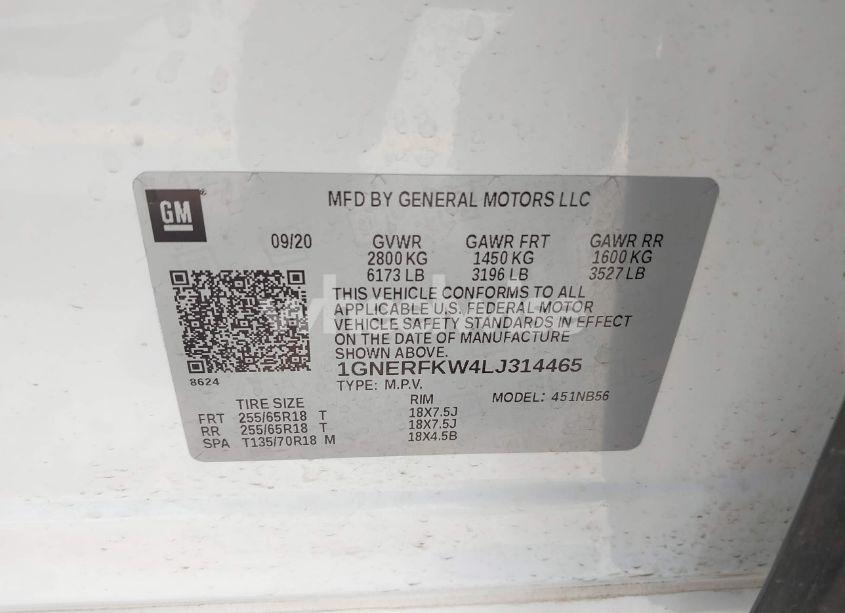 GM
MFD BY GENERAL MOTORS LLC
09/20 GVWR GAWR FRT GAWR RR
2800 KG 1450 KG 1600 KG
6173 LB 3196 LB 3527 LB
THIS VEHICLE CONFORMS TO ALL
APPLICABLE U.S. FEDERAL MOTOR
VEHICLE SAFETY STANDARDS IN EFFECT
ON THE DATE OF MANUFACTURE
SHOWN ABOVE.
8624
1GNERFKW4LJ314465
TYPE: M.P.V.
TIRE SIZE RIM MODEL: 451NB56
FRT 255/65R18 T 18X7.5J
RR 255/65R18 T 18X7.5J
SPA T135/70R18 M 18X4.5B